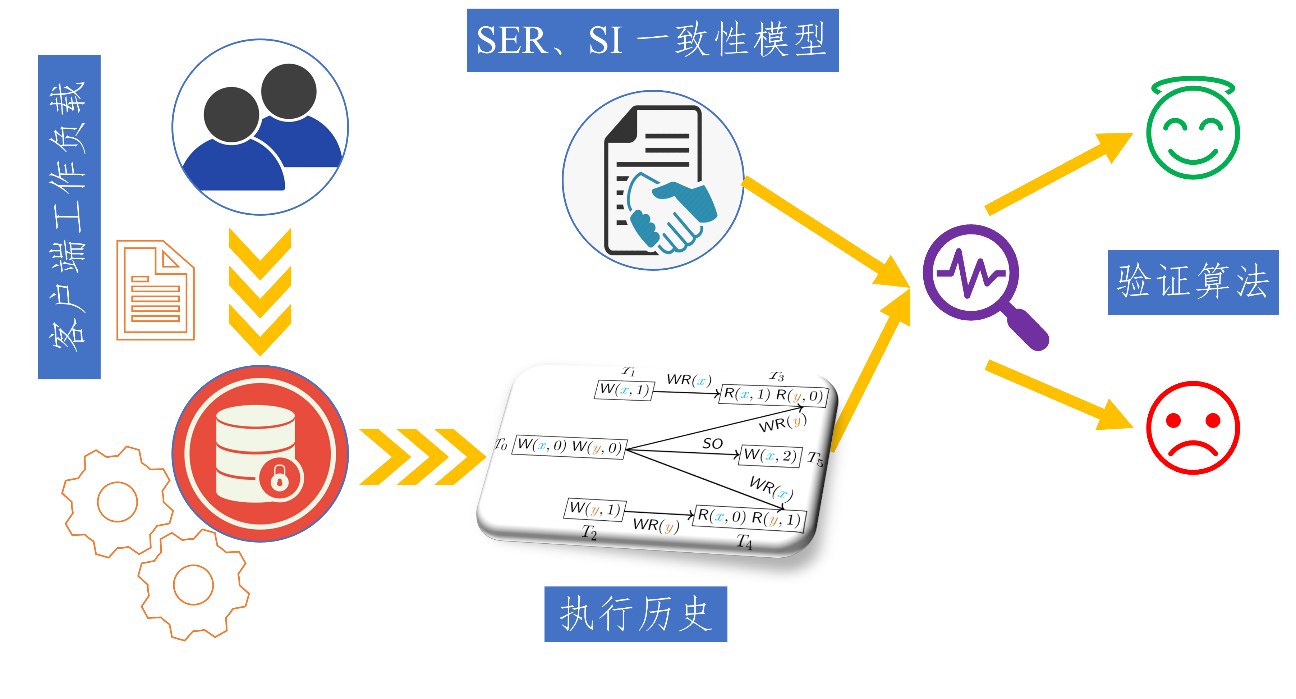 SER、SI 一致性模型
客户端工作负载
验证算法
T₁
W(x, 1)
WR(x)
T₃
R(x, 1) R(y, 0)
WR(y)
T₀
W(x, 0) W(y, 0)
SO
W(x, 2)
T₅
WR(x)
W(y, 1)
T₂
WR(y)
R(x, 0) R(y, 1)
T₄
执行历史